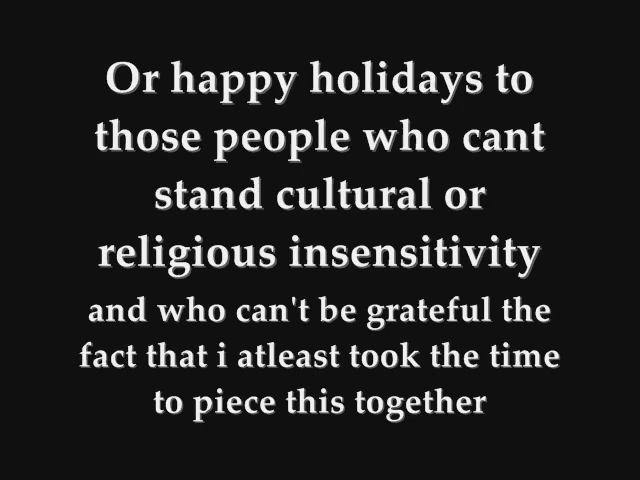 Or happy holidays to
those people who cant
stand cultural or
religious insensitivity
and who can't be grateful the
fact that i atleast took the time
to piece this together